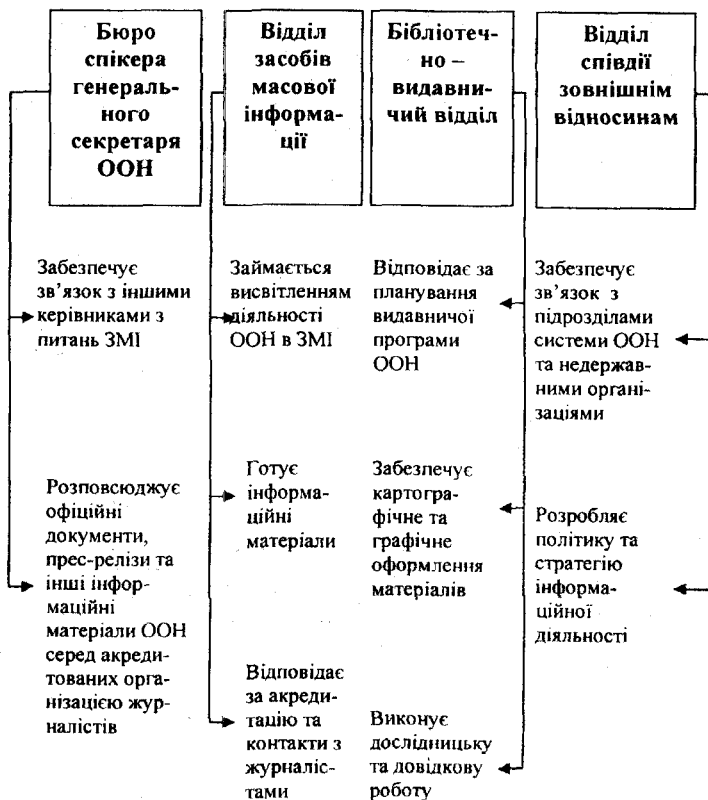 Бюро
спікера
генераль-
ного
секретаря
ООН
Відділ
засобів
масової
інформа-
ції
Бібліотеч-
но –
видавни-
чий відділ
Відділ
співдії
зовнішнім
відносинам
Забезпечує
зв’язок з іншими
керівниками з
питань ЗМІ
Розповсюджує
офіційні
документи,
прес-релізи та
інші інфор-
маційні
матеріали ООН
серед акреди-
тованих орга-
нізацією жур-
налістів
Займається
висвітленням
діяльності
ООН в ЗМІ
Готує
інформа-
ційні
матеріали
Відповідає
за акреди-
тацію та
контакти з
журналіс-
тами
Відповідає за
планування
видавничої
програми
ООН
Забезпечує
картогра-
фічне та
графічне
оформлення
матеріалів
Виконує
дослідницьку
та довідкову
роботу
Забезпечує
зв’язок з
підрозділами
системи ООН
та недержав-
ними органі-
заціями
Розробляє
політику та
стратегію
інформа-
ційної
діяльності